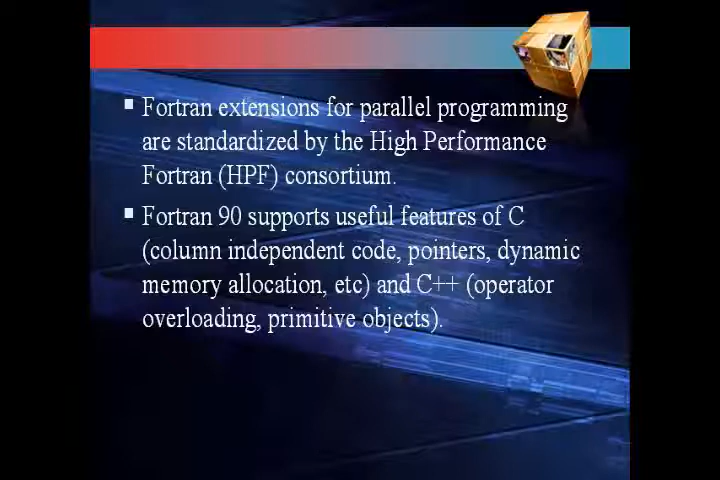 Fortran extensions for parallel programming
are standardized by the High Performance
Fortran (HPF) consortium.
Fortran 90 supports useful features of C
(column independent code, pointers, dynamic
memory allocation, etc) and C++ (operator
overloading, primitive objects).